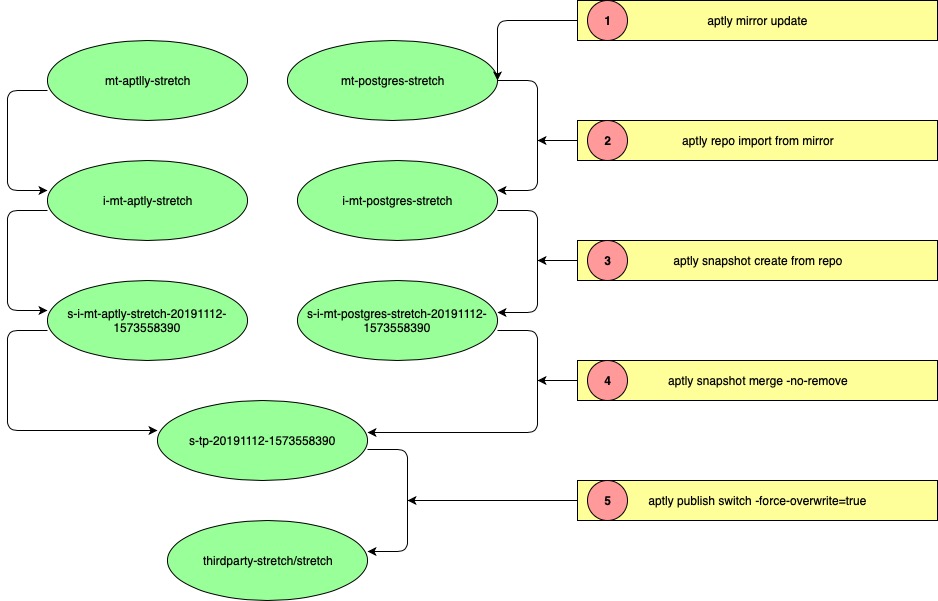 1
aptly mirror update
mt-aptlly-stretch
mt-postgres-stretch
2
aptly repo import from mirror
i-mt-aptly-stretch
i-mt-postgres-stretch
3
aptly snapshot create from repo
s-i-mt-aptly-stretch-20191112-
1573558390
s-i-mt-postgres-stretch-20191112-
1573558390
4
aptly snapshot merge -no-remove
s-tp-20191112-1573558390
5
aptly publish switch -force-overwrite=true
thirdparty-stretch/stretch